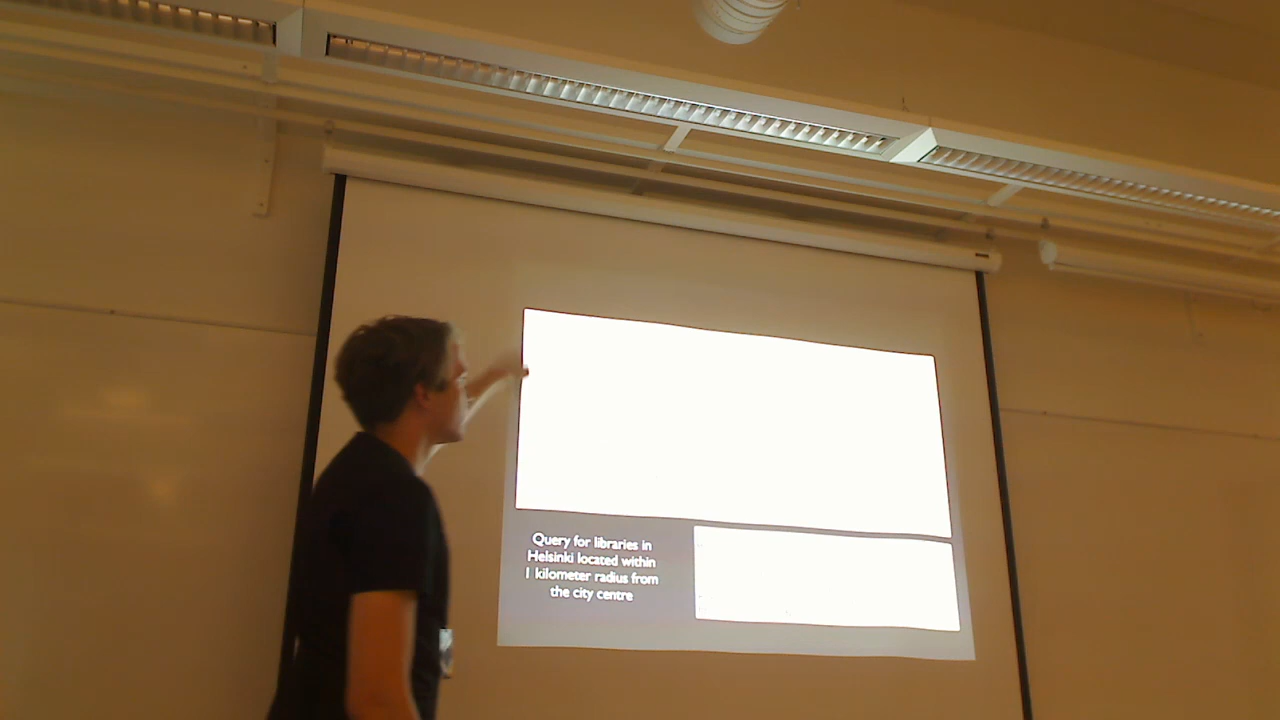 Query for libraries in
Helsinki located within
1 kilometer radius from
the city centre